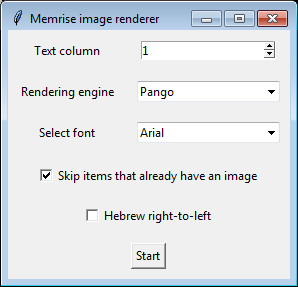 Memrise image renderer
Text column 1
Rendering engine Pango
Select font Arial
Skip items that already have an image
Hebrew right-to-left
Start